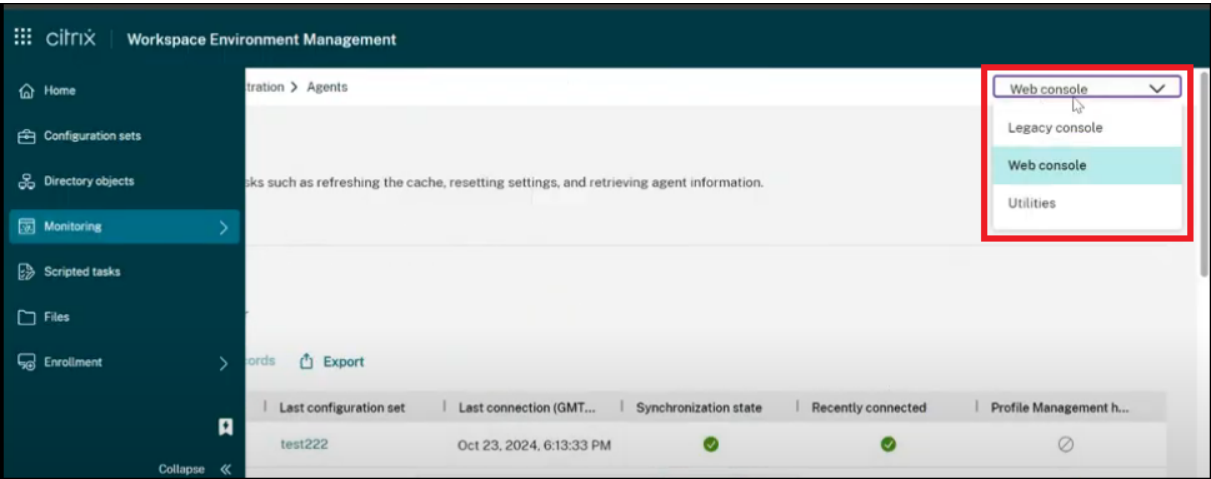 citrix Workspace Environment Management
Home
Configuration sets
Directory objects
Monitoring
Scripted tasks
Files
Enrollment
Collapse
tration > Agents
Web console
Legacy console
Web console
Utilities
sks such as refreshing the cache, resetting settings, and retrieving agent information.
ords Export
Last configuration set Last connection (GMT... Synchronization state Recently connected Profile Management h...
test222 Oct 23, 2024, 6:13:33 PM